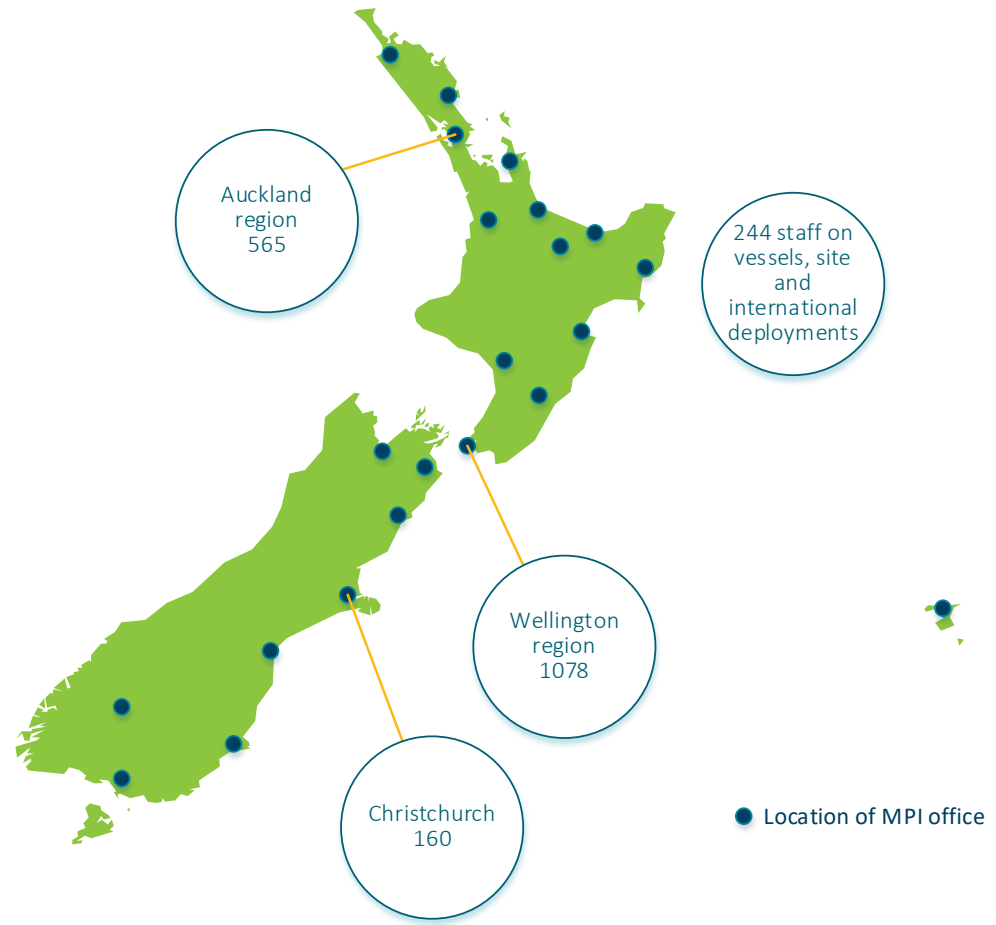 Auckland
region
565
244 staff on
vessels, site
and
international
deployments
Wellington
region
1078
Christchurch
160
Location of MPI office